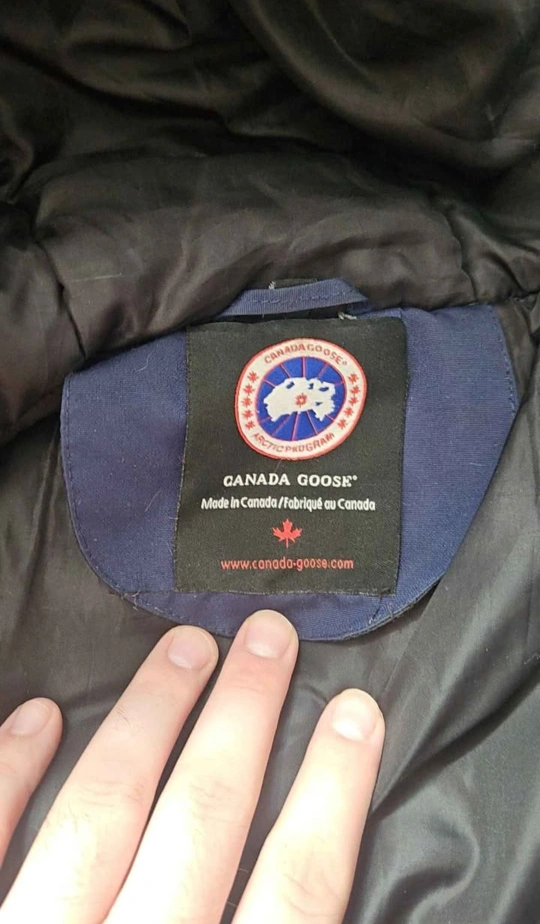 CANADA GOOSE®
ARCTIC PROGRAM
CANADA GOOSE®
Made in Canada/Fabriqué au Canada
www.canada-goose.com